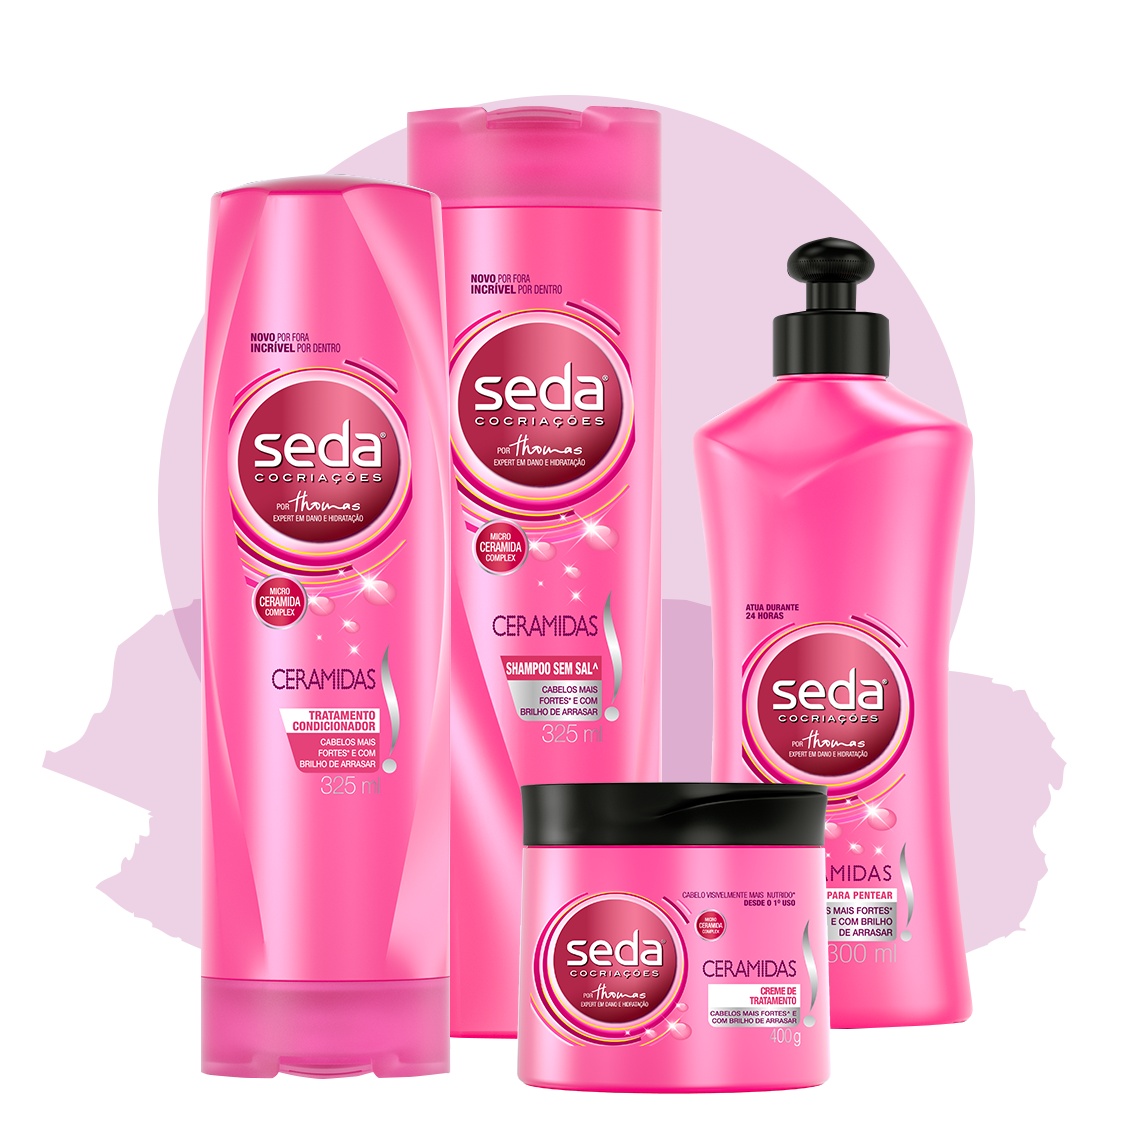 NOVO POR FORA
INCRÍVEL POR DENTRO
seda®
COCRIAÇÕES
POR Thomas
EXPERT EM DANO E HIDRATAÇÃO
MICRO
CERAMIDA
COMPLEX
CERAMIDAS
TRATAMENTO
CONDICIONADOR
CABELOS MAIS
FORTES* E COM
BRILHO DE ARRASAR
325 ml
NOVO POR FORA
INCRÍVEL POR DENTRO
seda®
COCRIAÇÕES
POR Thomas
EXPERT EM DANO E HIDRATAÇÃO
MICRO
CERAMIDA
COMPLEX
CERAMIDAS
SHAMPOO SEM SAL^
CABELOS MAIS
FORTES* E COM
BRILHO DE ARRASAR
325 ml
ATUA DURANTE
24 HORAS
seda®
COCRIAÇÕES
POR Thomas
EXPERT EM DANO E HIDRATAÇÃO
AMIDAS
PARA PENTEAR
S MAIS FORTES*
E COM BRILHO
DE ARRASAR
300 ml
CABELO VISIVELMENTE MAIS NUTRIDO*
DESDE O 1º USO
seda®
COCRIAÇÕES
POR Thomas
EXPERT EM DANO E HIDRATAÇÃO
MICRO
CERAMIDA
COMPLEX
CERAMIDAS
CREME DE
TRATAMENTO
CABELOS MAIS FORTES^ E
COM BRILHO DE ARRASAR
400g